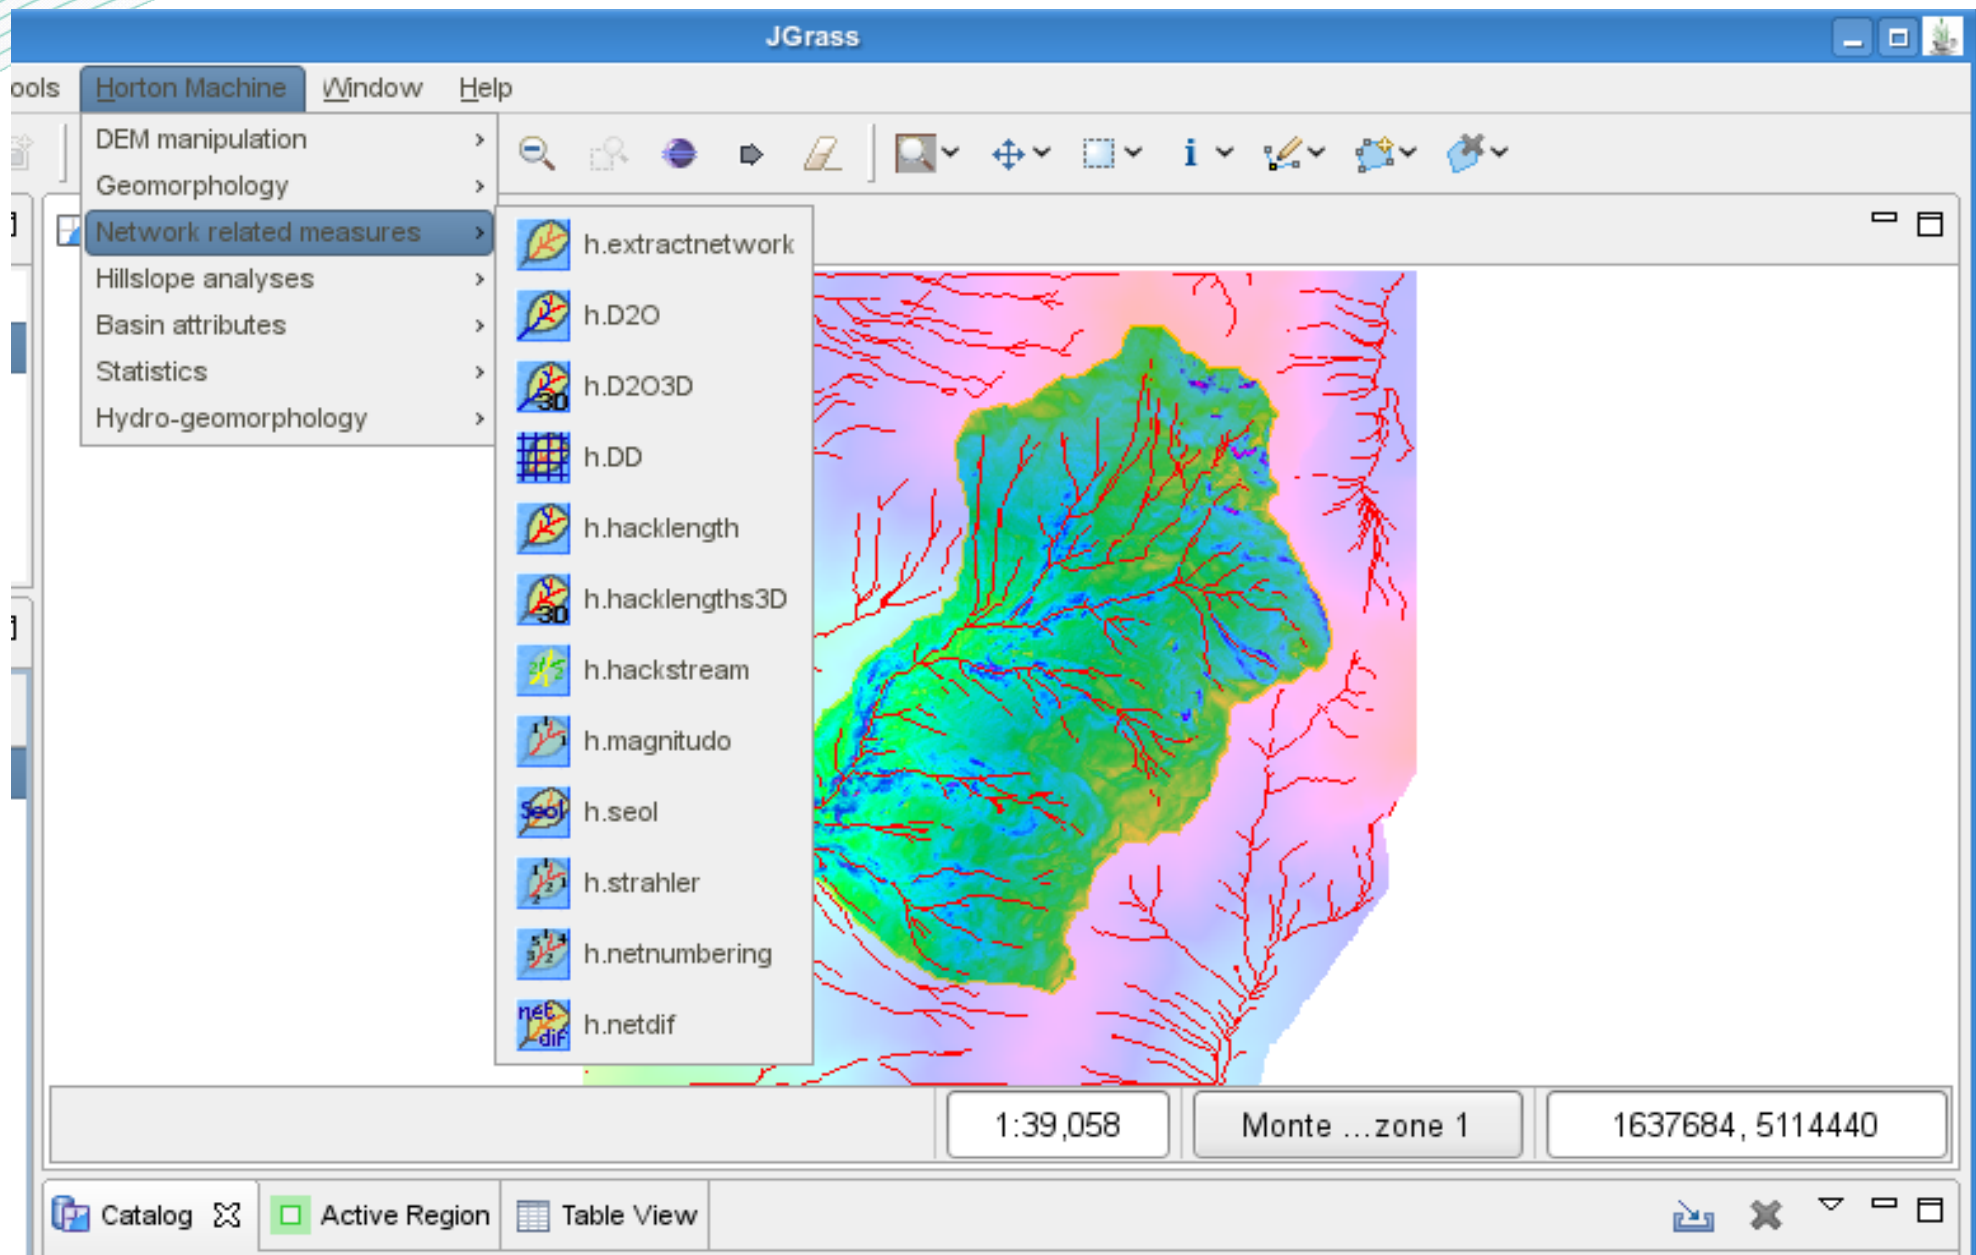 JGrass
ools Horton Machine Window Help
DEM manipulation
Geomorphology
Network related measures
Hillslope analyses
Basin attributes
Statistics
Hydro-geomorphology
h.extractnetwork
h.D2O
h.D2O3D
h.DD
h.hacklength
h.hacklengths3D
h.hackstream
h.magnitudo
h.seol
h.strahler
h.netnumbering
h.netdif
1:39,058 Monte ...zone 1 1637684, 5114440
Catalog Active Region Table View